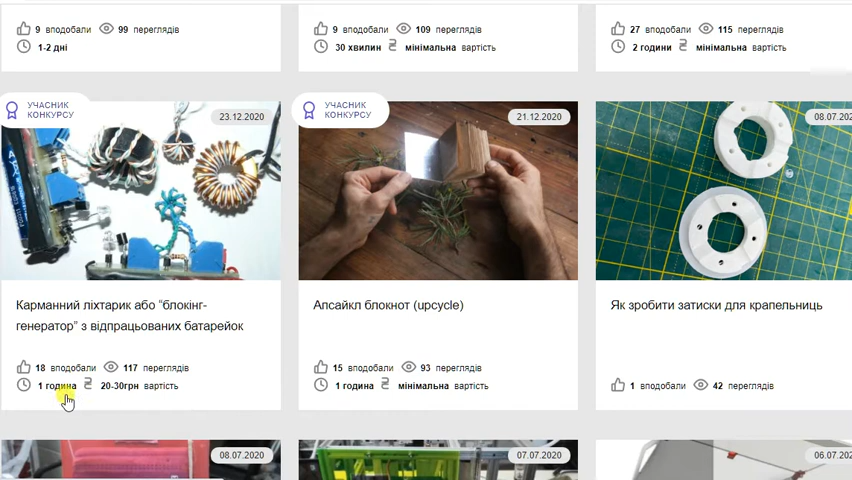 9 вподобали 99 переглядів
1-2 дні
9 вподобали 109 переглядів
30 хвилин мінімальна вартість
27 вподобали 115 переглядів
2 години мінімальна вартість
УЧАСНИК
КОНКУРСУ
23.12.2020
Карманний ліхтарик або “блокінг-
генератор” з відпрацьованих батарейок
18 вподобали 117 переглядів
1 година 20-30грн вартість
УЧАСНИК
КОНКУРСУ
21.12.2020
Апсайкл блокнот (upcycle)
15 вподобали 93 переглядів
1 година мінімальна вартість
08.07.202
Як зробити затиски для крапельниць
1 вподобали 42 переглядів
08.07.2020
07.07.2020
06.07.202